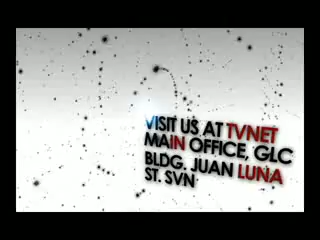 VISIT US AT TVNET
MAIN OFFICE, GLC
BLDG. JUAN LUNA
ST. SVN